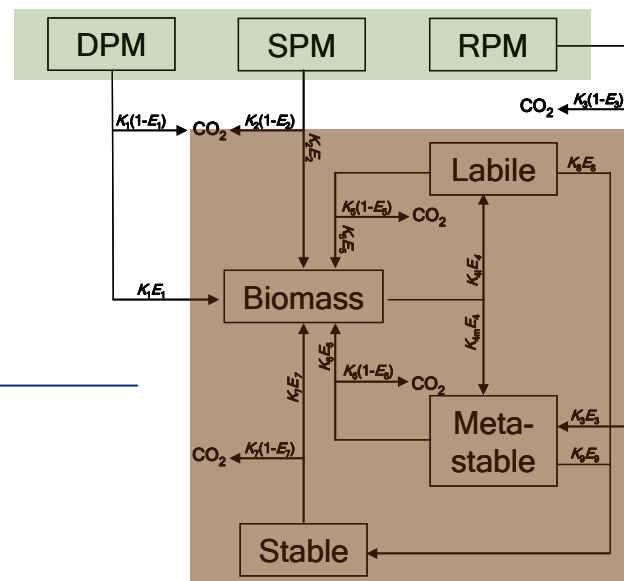 DPM
SPM
RPM
CO₂
K₃(1-E₃)
K₁(1-E₁)
CO₂
K₂(1-E₂)
K₂E₂
Labile
K₈E₈
K₅(1-E₅)
CO₂
K₅E₅
K₄ₗE₄
K₁E₁
Biomass
K₄ₘE₄
K₆E₆
K₆(1-E₆)
CO₂
K₇E₇
Meta-
stable
K₃E₃
K₉E₉
CO₂
K₇(1-E₇)
Stable